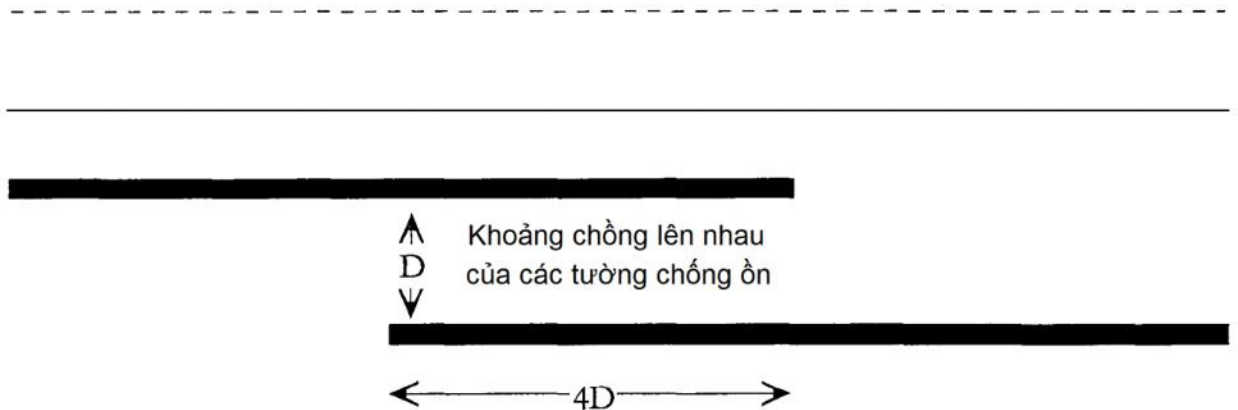 Khoảng chồng lên nhau
D
của các tường chống ồn
4D